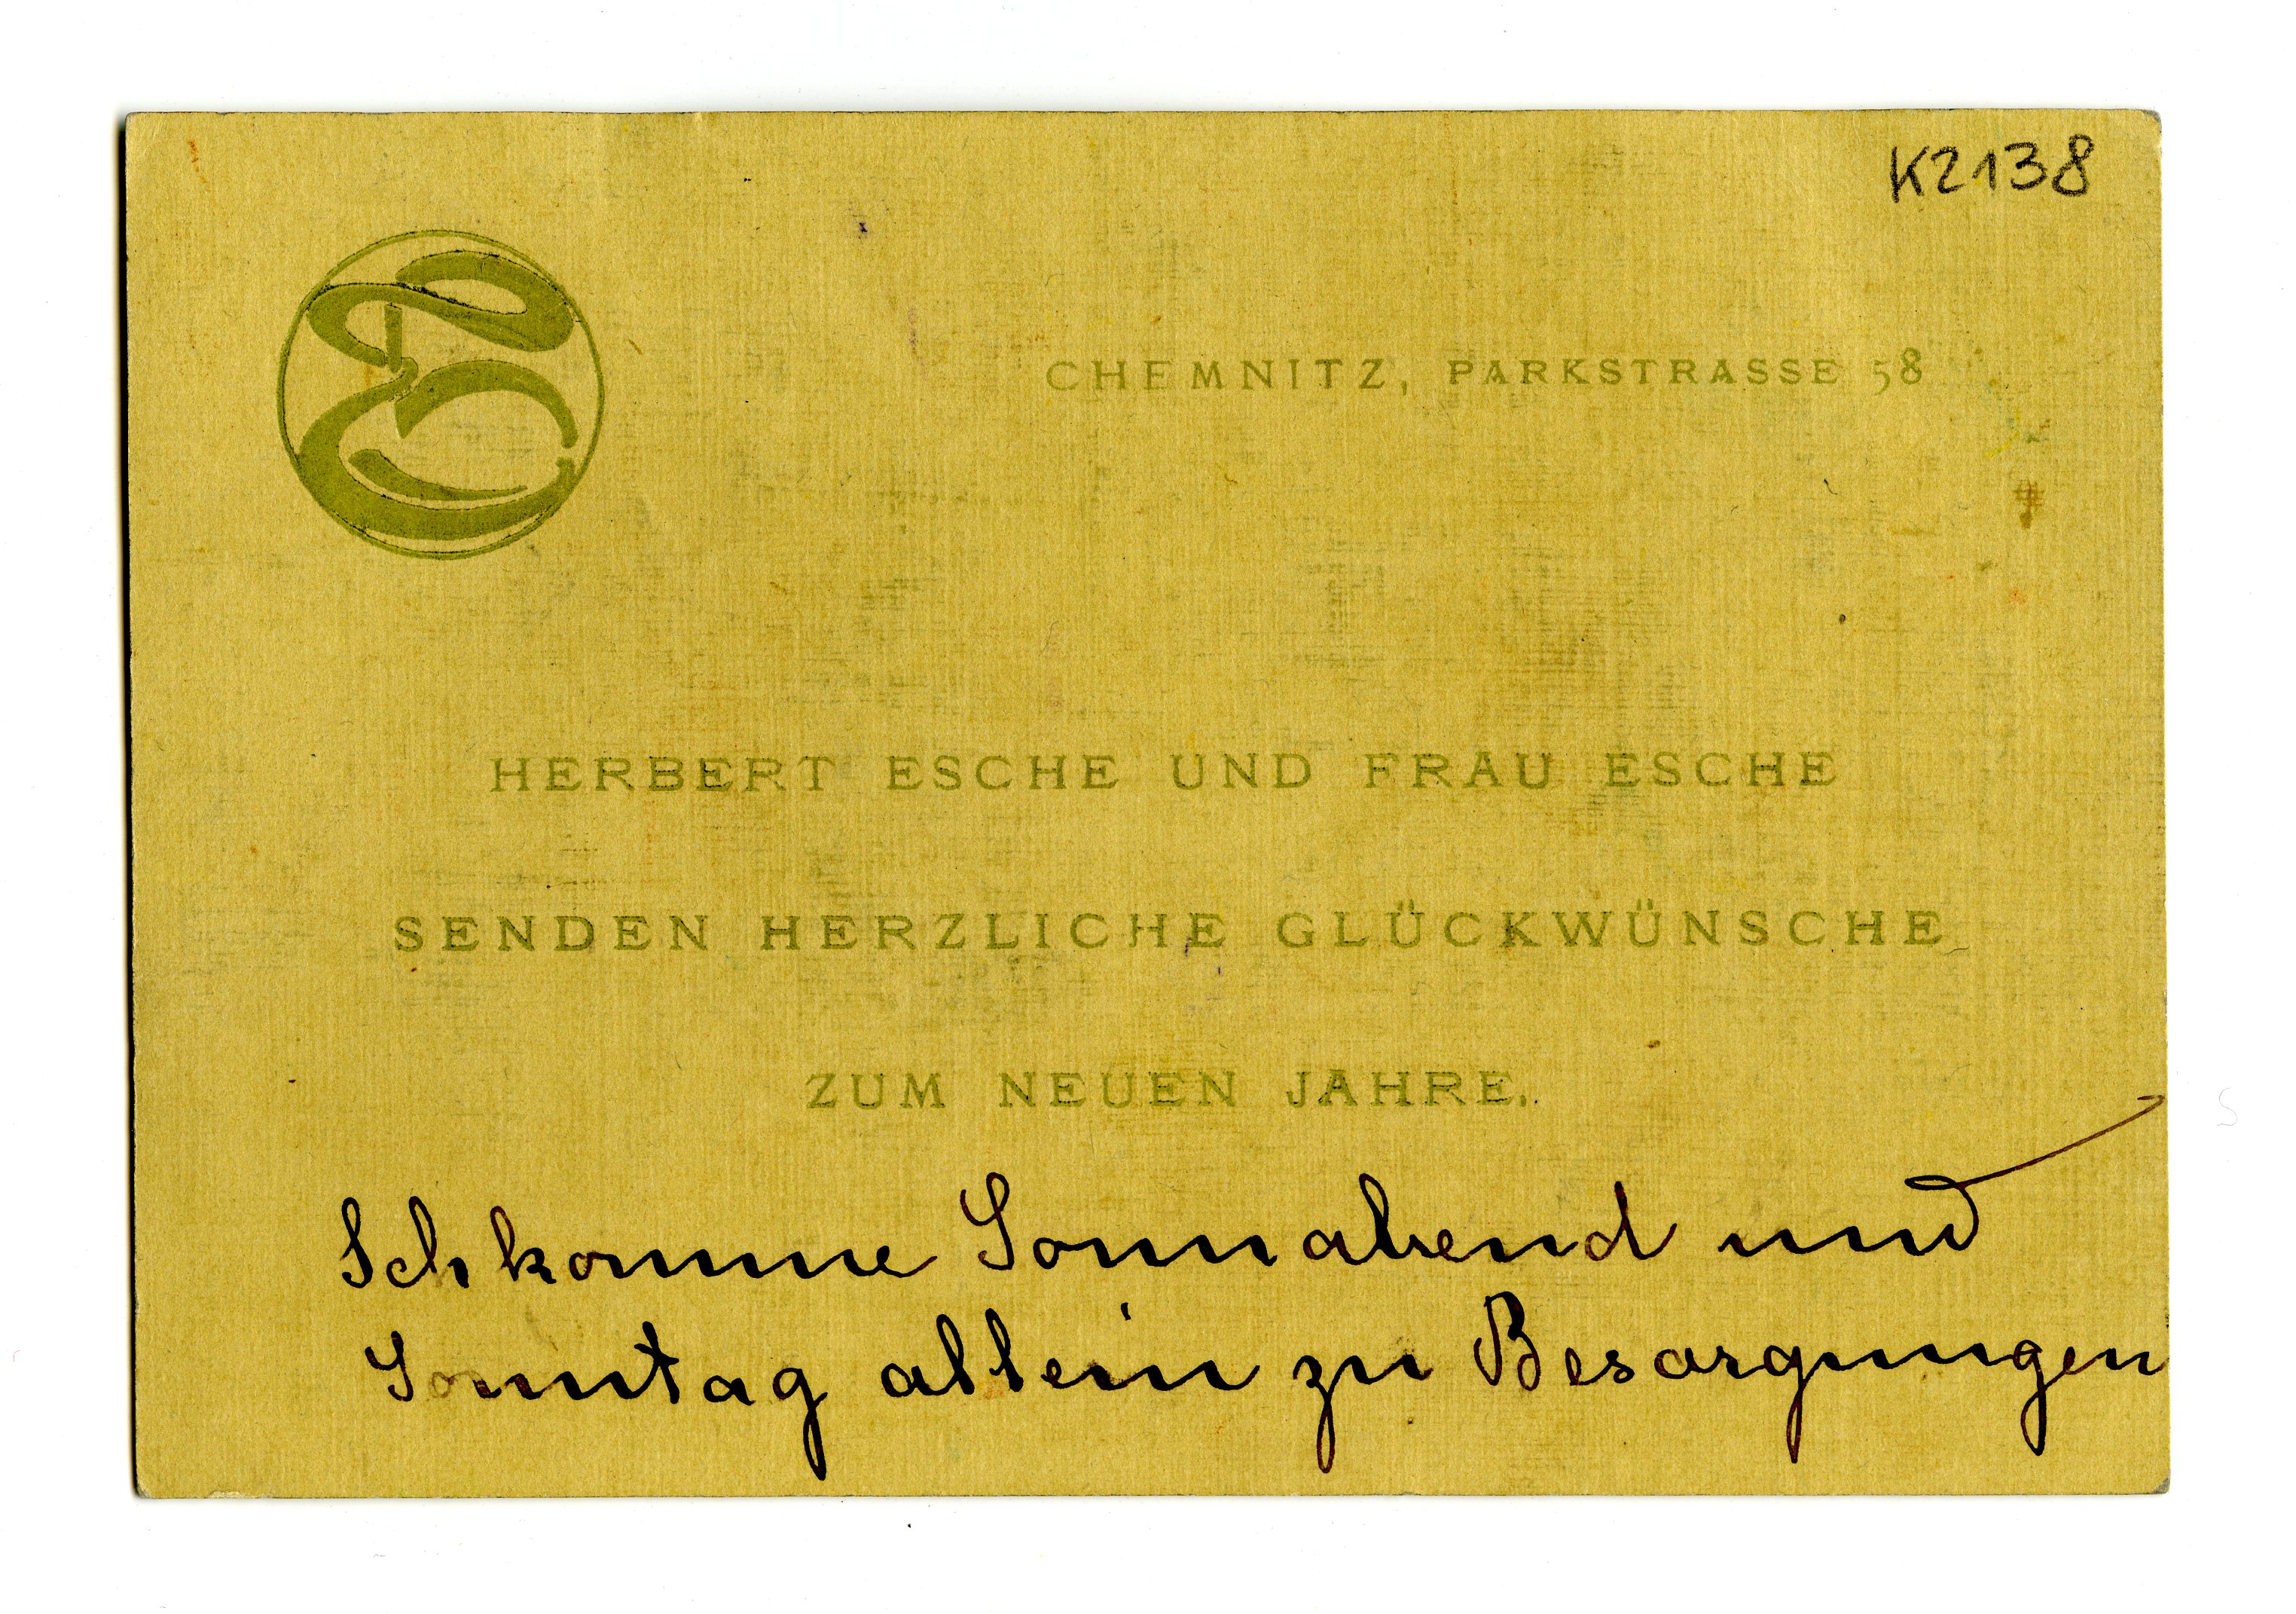 K2138
CHEMNITZ, PARKSTRASSE 58
HERBERT ESCHE UND FRAU ESCHE
SENDEN HERZLICHE GLÜCKWÜNSCHE
ZUM NEUEN JAHRE.
Ich komme Sonnabend und
Sonntag allein zu Besorgungen